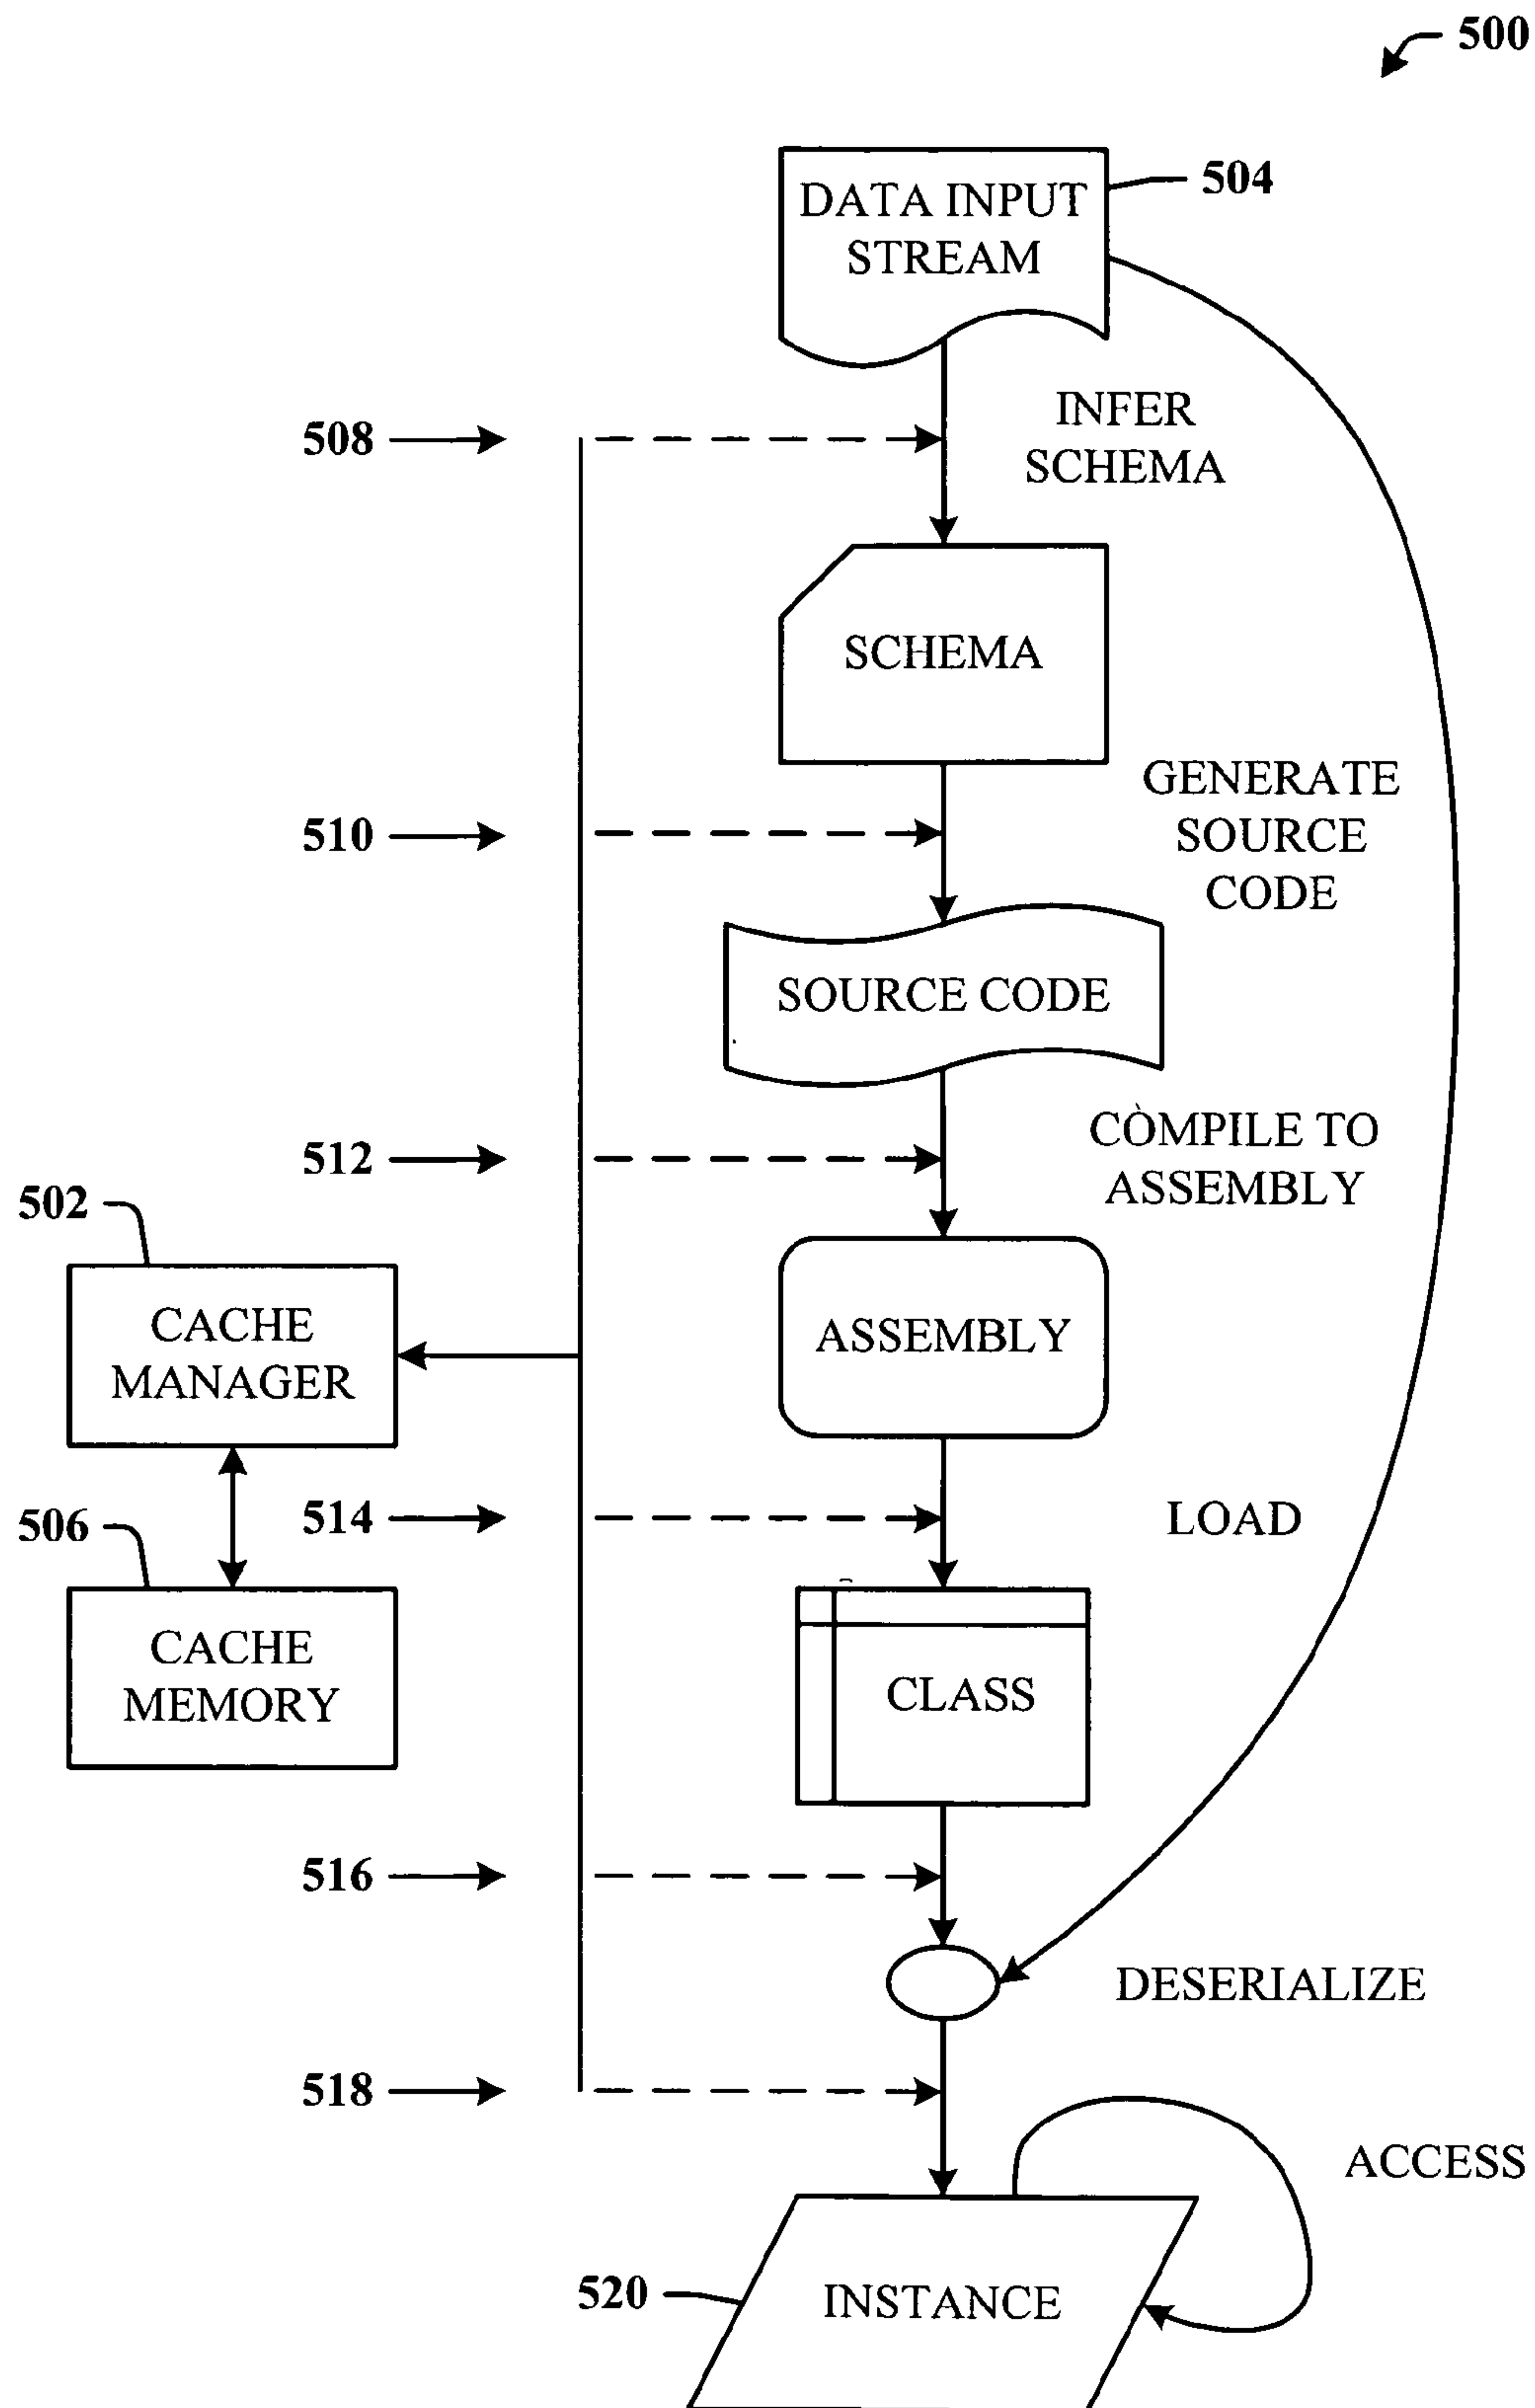 500
DATA INPUT
STREAM
504
INFER
SCHEMA
508
SCHEMA
GENERATE
SOURCE
CODE
510
SOURCE CODE
COMPILE TO
ASSEMBLY
512
502
CACHE
MANAGER
ASSEMBLY
514
LOAD
506
CACHE
MEMORY
CLASS
516
DESERIALIZE
518
ACCESS
520
INSTANCE